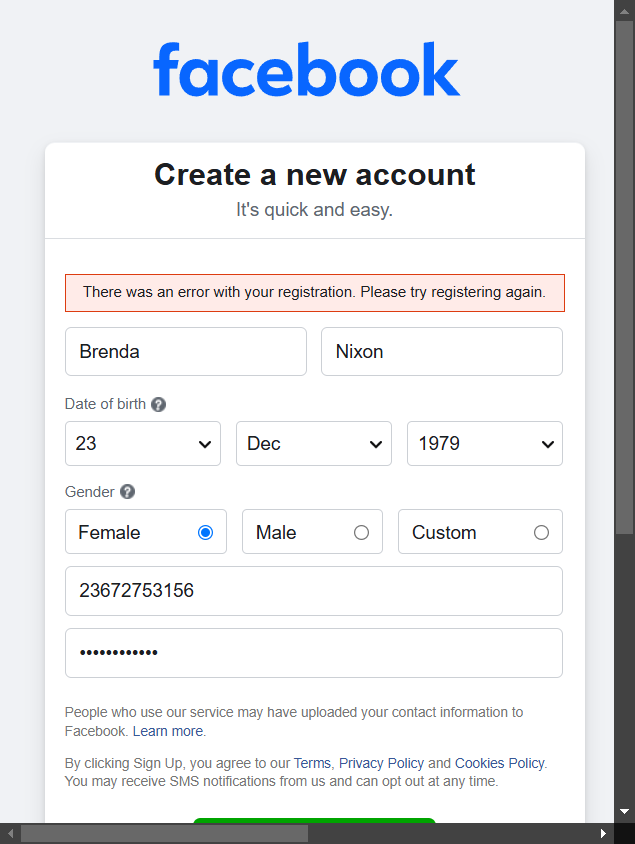 facebook
Create a new account
It's quick and easy.
There was an error with your registration. Please try registering again.
Brenda Nixon
Date of birth ?
23 Dec 1979
Gender ?
Female Male Custom
23672753156
••••••••••••
People who use our service may have uploaded your contact information to
Facebook. Learn more.
By clicking Sign Up, you agree to our Terms, Privacy Policy and Cookies Policy.
You may receive SMS notifications from us and can opt out at any time.